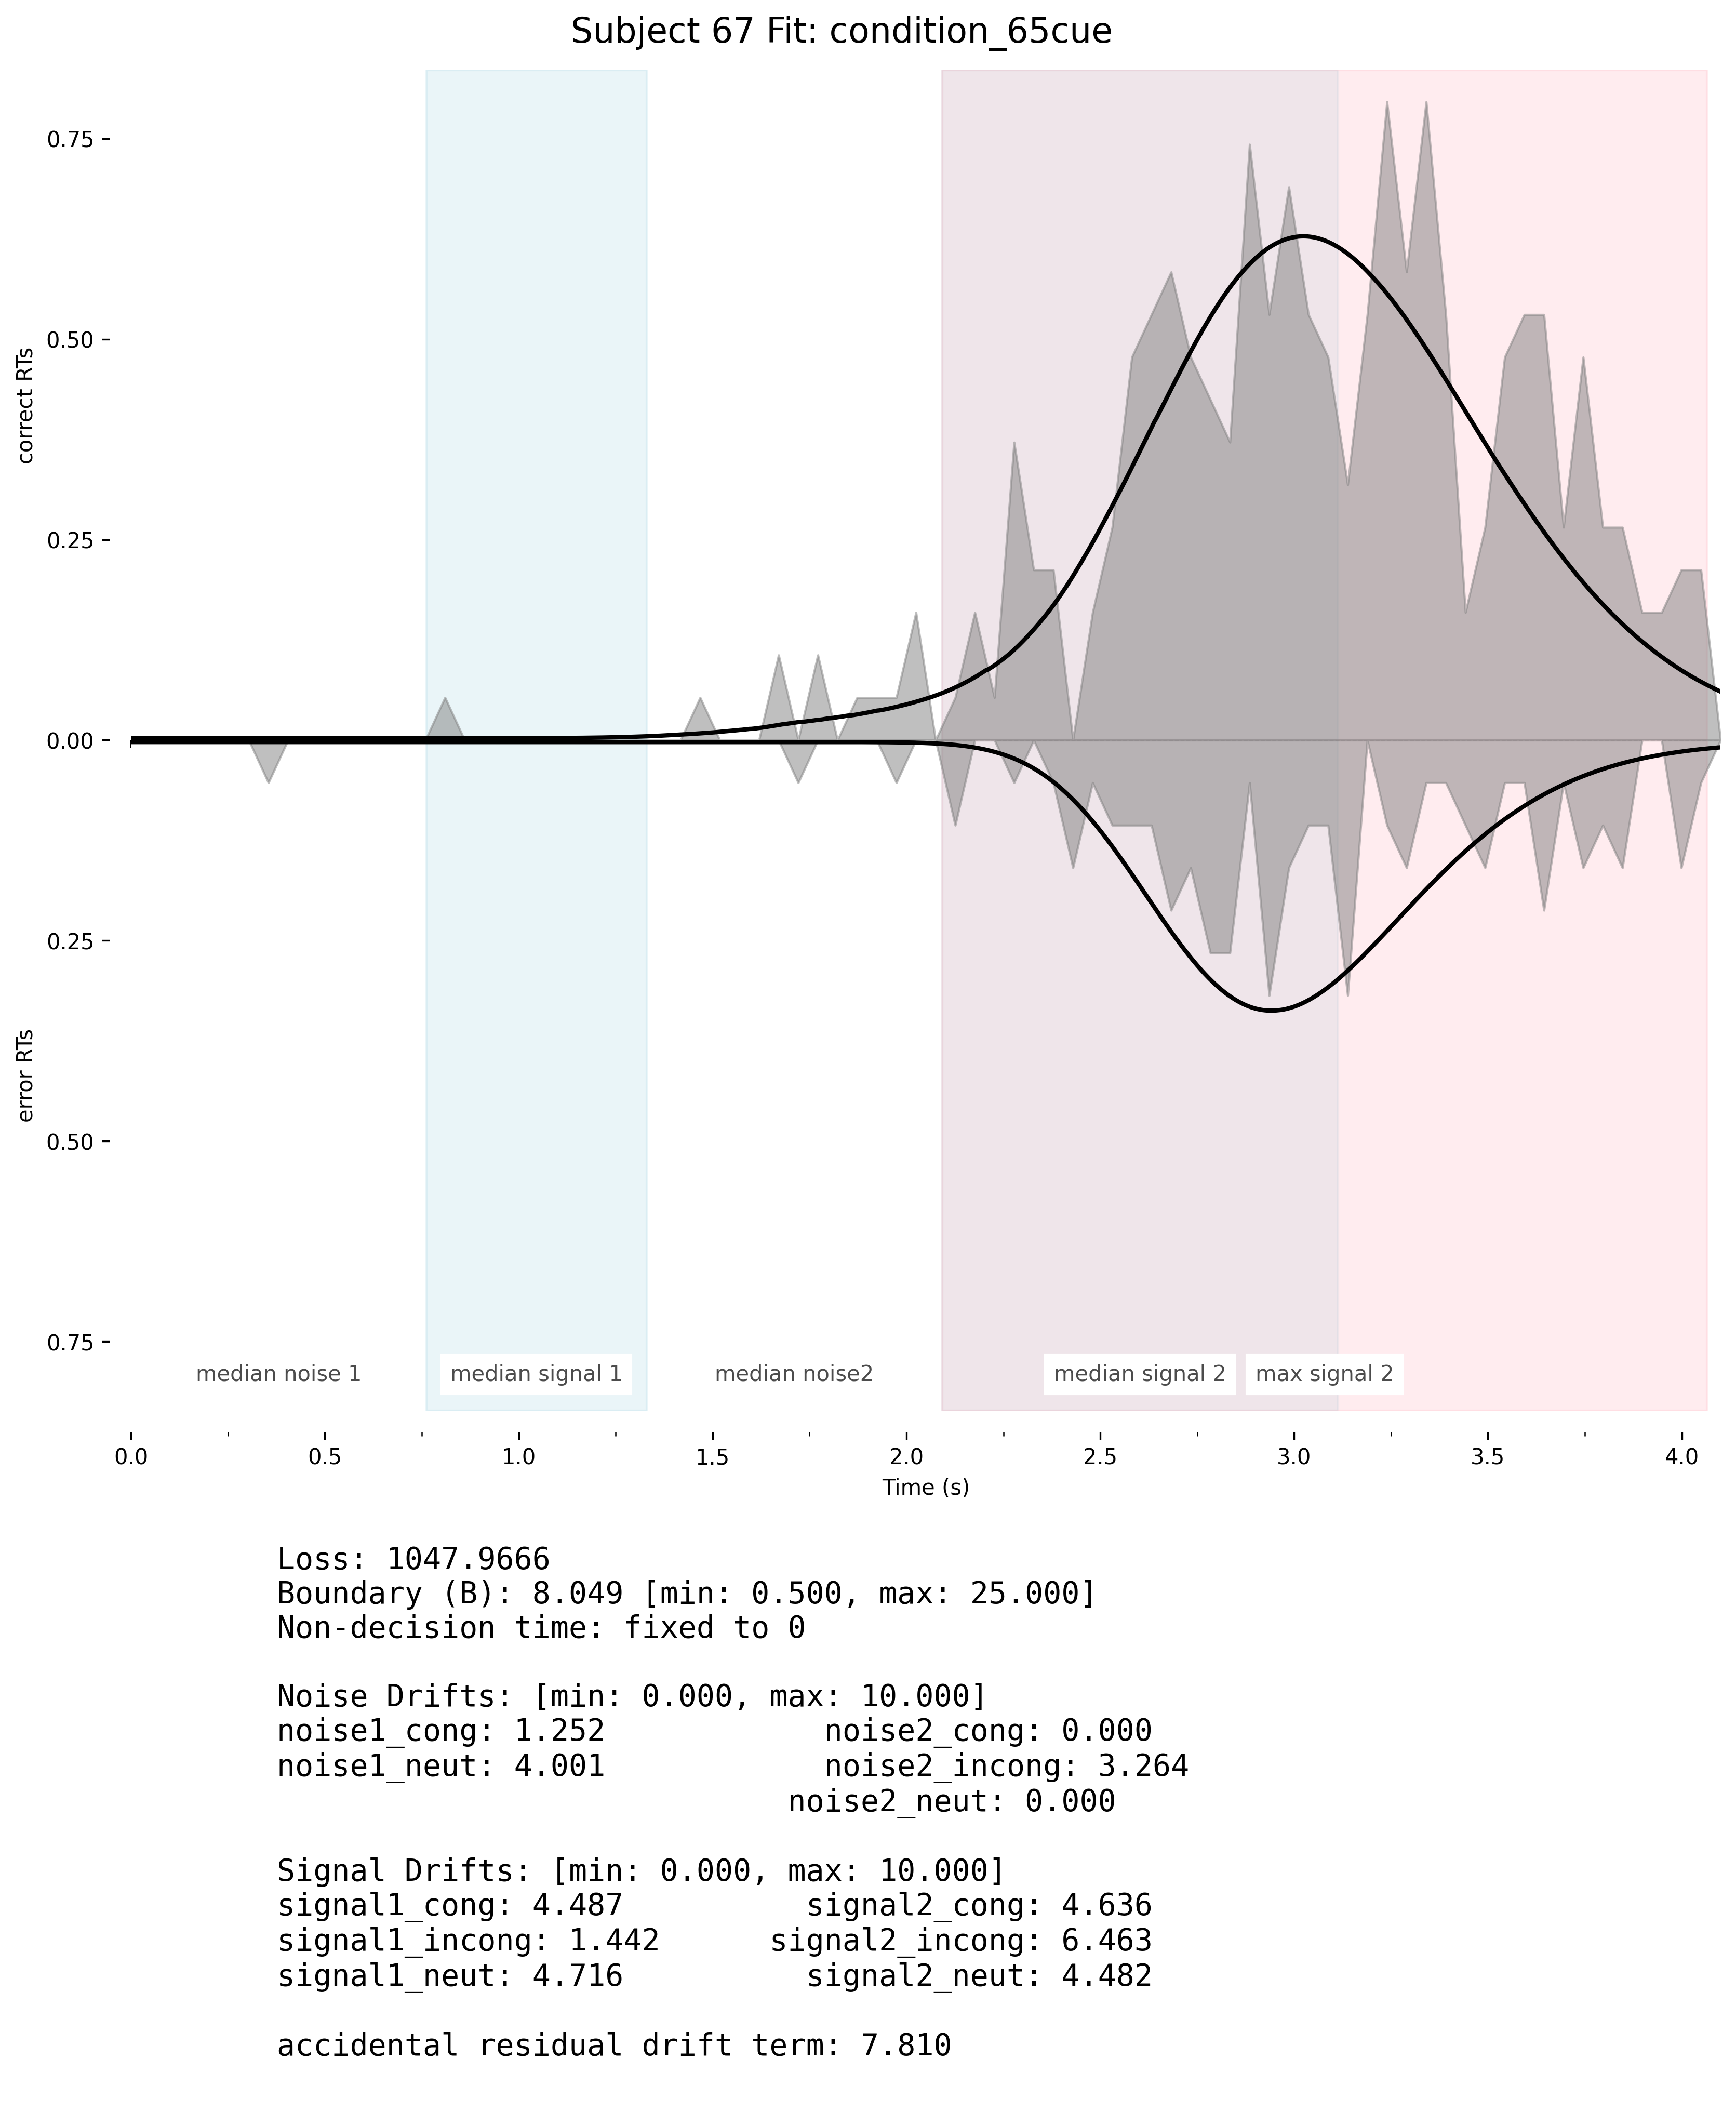 Subject 67 Fit: condition_65cue
0.75
0.50
0.25
0.00
0.25
0.50
0.75
correct RTs
error RTs
median noise 1
median signal 1
median noise2
median signal 2
max signal 2
0.0
0.5
1.0
1.5
2.0
2.5
3.0
3.5
4.0
Time (s)
Loss: 1047.9666
Boundary (B): 8.049 [min: 0.500, max: 25.000]
Non-decision time: fixed to 0
Noise Drifts: [min: 0.000, max: 10.000]
noise1_cong: 1.252 noise2_cong: 0.000
noise1_neut: 4.001 noise2_incong: 3.264
noise2_neut: 0.000
Signal Drifts: [min: 0.000, max: 10.000]
signal1_cong: 4.487 signal2_cong: 4.636
signal1_incong: 1.442 signal2_incong: 6.463
signal1_neut: 4.716 signal2_neut: 4.482
accidental residual drift term: 7.810